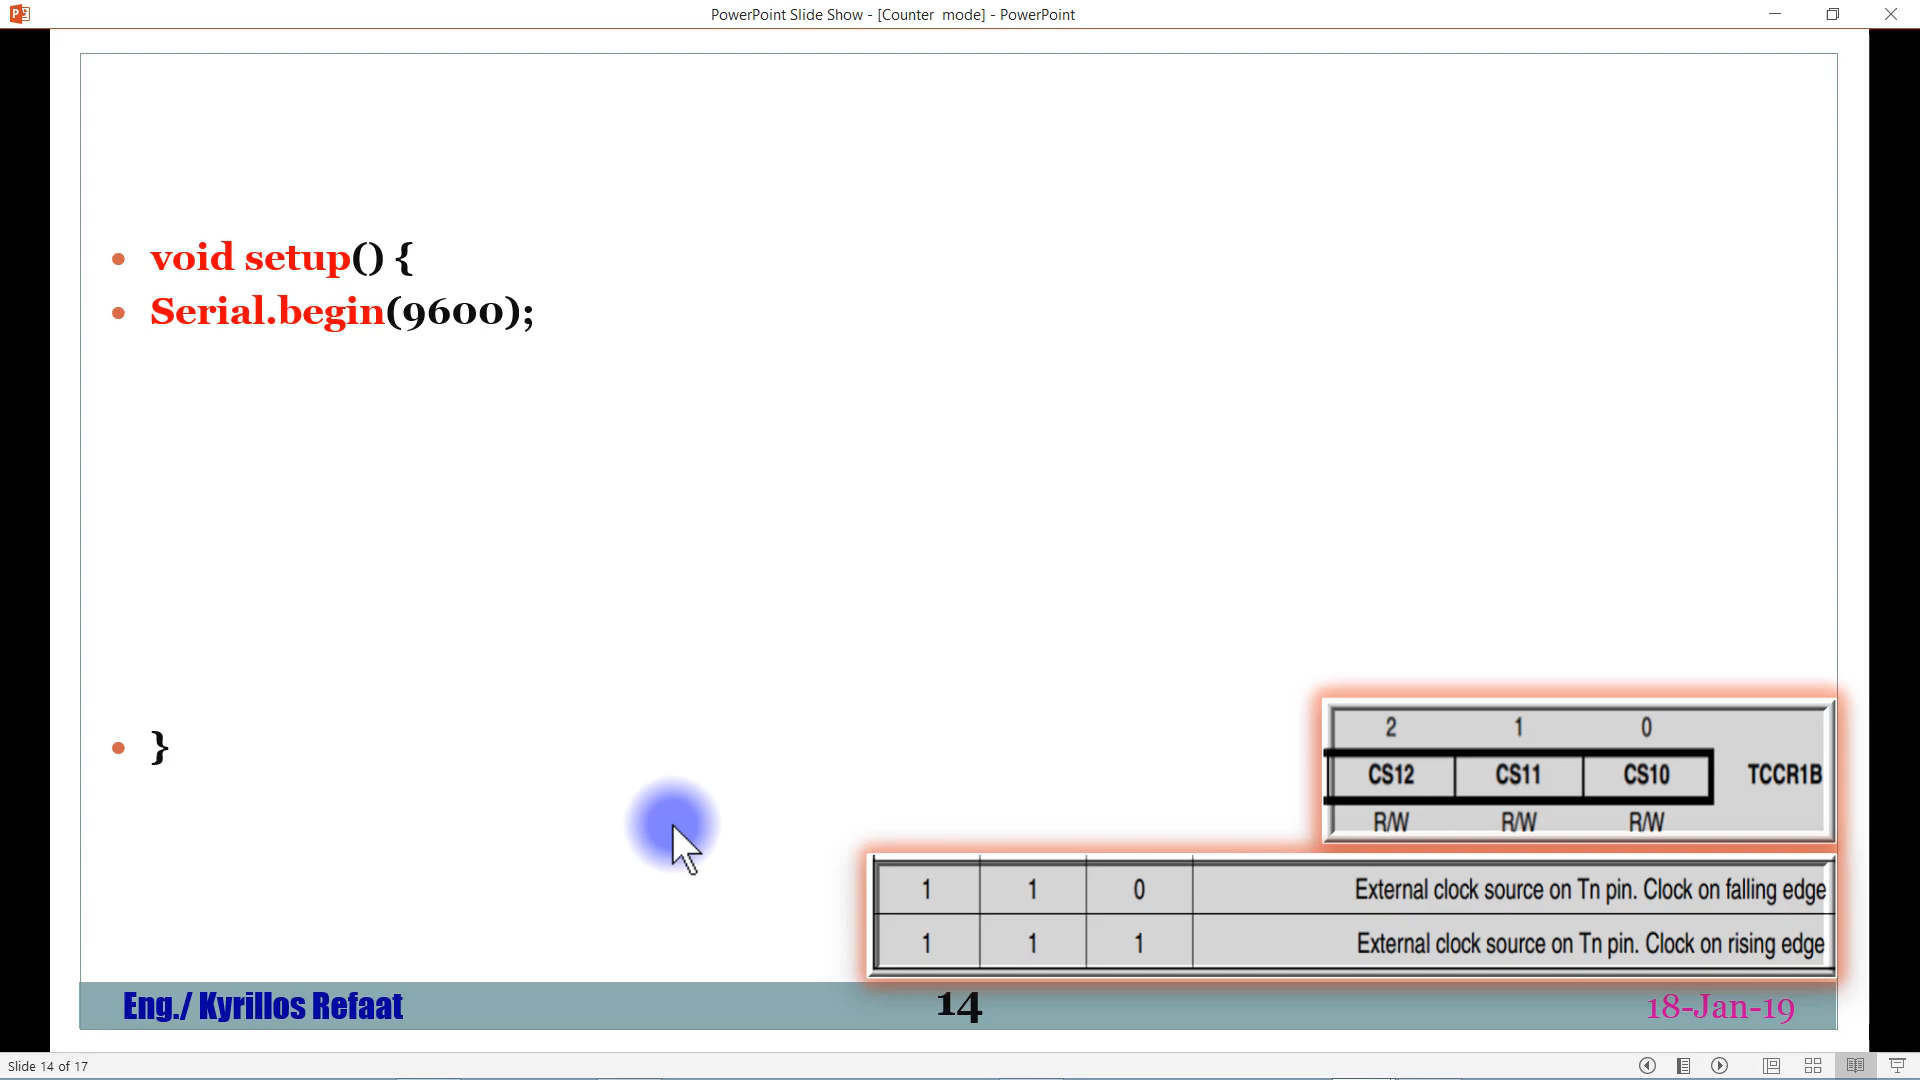 PowerPoint Slide Show - [Counter mode] - PowerPoint
• void setup() {
• Serial.begin(9600);
• }
2 1 0
CS12 CS11 CS10 TCCR1B
R/W R/W R/W
1 1 0 External clock source on Tn pin. Clock on falling edge
1 1 1 External clock source on Tn pin. Clock on rising edge
Eng./ Kyrillos Refaat 14 18-Jan-19
Slide 14 of 17